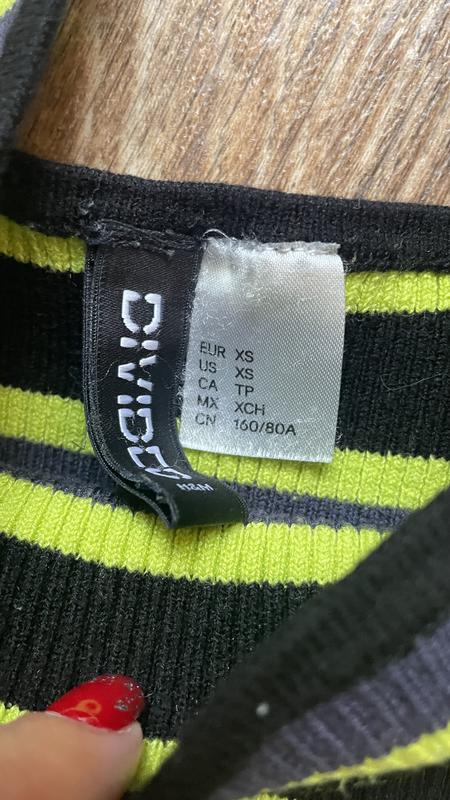 DIVIDED
H&M
EUR XS
US XS
CA TP
MX XCH
CN 160/80A